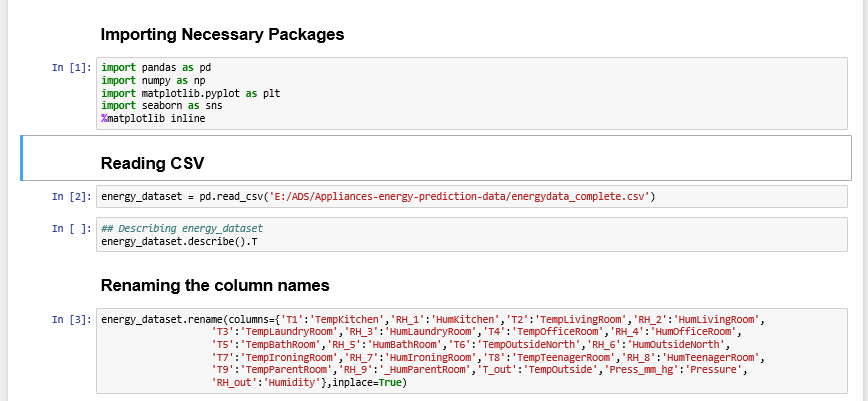 Importing Necessary Packages
In [1]: import pandas as pd
import numpy as np
import matplotlib.pyplot as plt
import seaborn as sns
%matplotlib inline
Reading CSV
In [2]: energy_dataset = pd.read_csv('E:/ADS/Appliances-energy-prediction-data/energydata_complete.csv')
In [ ]: ## Describing energy_dataset
energy_dataset.describe().T
Renaming the column names
In [3]: energy_dataset.rename(columns={'T1':'TempKitchen','RH_1':'HumKitchen','T2':'TempLivingRoom','RH_2':'HumLivingRoom',
'T3':'TempLaundryRoom','RH_3':'HumLaundryRoom','T4':'TempOfficeRoom','RH_4':'HumOfficeRoom',
'T5':'TempBathRoom','RH_5':'HumBathRoom','T6':'TempOutsideNorth','RH_6':'HumOutsideNorth',
'T7':'TempIroningRoom','RH_7':'HumIroningRoom','T8':'TempTeenagerRoom','RH_8':'HumTeenagerRoom',
'T9':'TempParentRoom','RH_9':'_HumParentRoom','T_out':'TempOutside','Press_mm_hg':'Pressure',
'RH_out':'Humidity'},inplace=True)